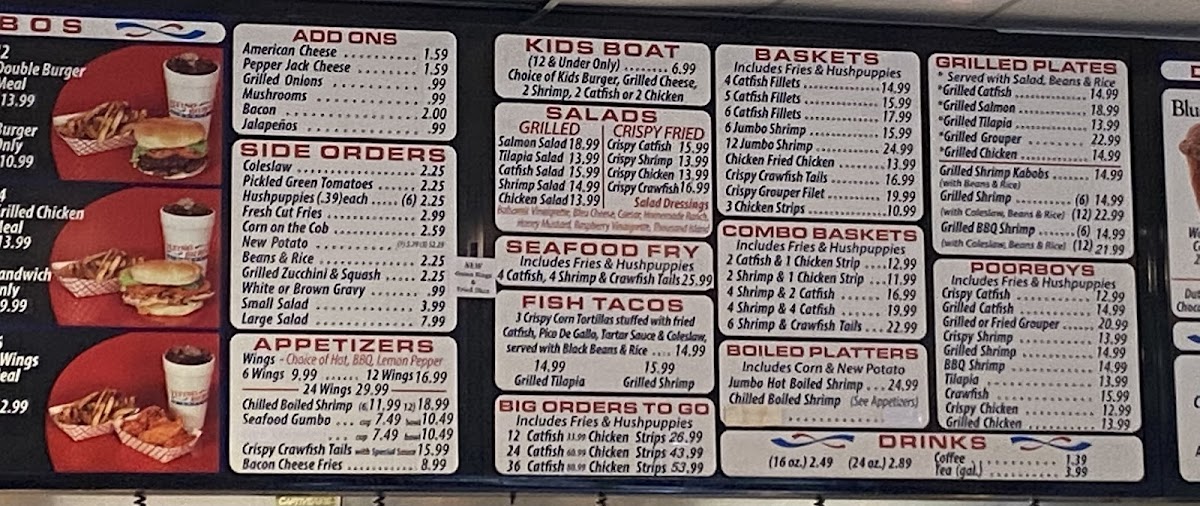 BOS
Double Burger
Meal
13.99
Burger
Only
10.99
Grilled Chicken
Meal
13.99
Sandwich
Only
9.99
Wings
Meal
2.99
ADD ONS
American Cheese ........ 1.59
Pepper Jack Cheese ...... 1.59
Grilled Onions .......... .99
Mushrooms .......... .99
Bacon .......... 2.00
Jalapeños .......... .99
SIDE ORDERS
Coleslaw .......... 2.25
Pickled Green Tomatoes .... 2.25
Hushpuppies (.39)each .... (6) 2.25
Fresh Cut Fries .......... 2.99
Corn on the Cob .......... 2.59
New Potato
Beans & Rice .......... 2.25
Grilled Zucchini & Squash .... 2.25
White or Brown Gravy ...... .99
Small Salad .......... 3.99
Large Salad .......... 7.99
APPETIZERS
Wings - Choice of Hot, BBQ, Lemon Pepper
6 Wings 9.99 ...... 12 Wings 16.99
24 Wings 29.99
Chilled Boiled Shrimp (6) 11.99 (12) 18.99
Seafood Gumbo ... cup 7.49 bowl 10.49
... cup 7.49 bowl 10.49
Crispy Crawfish Tails with Special Sauce 15.99
Bacon Cheese Fries .......... 8.99
NEW
KIDS BOAT
(12 & Under Only) ........ 6.99
Choice of Kids Burger, Grilled Cheese,
2 Shrimp, 2 Catfish or 2 Chicken
SALADS
GRILLED
Salmon Salad 18.99
Tilapia Salad 13.99
Catfish Salad 15.99
Shrimp Salad 14.99
Chicken Salad 13.99
CRISPY FRIED
Crispy Catfish 15.99
Crispy Shrimp 13.99
Crispy Chicken 13.99
Crispy Crawfish 16.99
Salad Dressings
Balsamic Vinaigrette, Bleu Cheese, Caesar, Homemade Ranch,
Honey Mustard, Raspberry Vinaigrette, Thousand Island
SEAFOOD FRY
Includes Fries & Hushpuppies
4 Catfish, 4 Shrimp & Crawfish Tails 25.99
FISH TACOS
3 Crispy Corn Tortillas stuffed with fried
Catfish, Pico De Gallo, Tartar Sauce & Coleslaw,
served with Black Beans & Rice .... 14.99
14.99 15.99
Grilled Tilapia Grilled Shrimp
BIG ORDERS TO GO
Includes Fries & Hushpuppies
12 Catfish Chicken Strips 26.99
24 Catfish Chicken Strips 43.99
36 Catfish Chicken Strips 53.99
BASKETS
Includes Fries & Hushpuppies
4 Catfish Fillets .......... 14.99
5 Catfish Fillets .......... 15.99
6 Catfish Fillets .......... 17.99
6 Jumbo Shrimp .......... 15.99
12 Jumbo Shrimp .......... 24.99
Chicken Fried Chicken ........ 13.99
Crispy Crawfish Tails ........ 16.99
Crispy Grouper Filet ........ 19.99
3 Chicken Strips .......... 10.99
COMBO BASKETS
Includes Fries & Hushpuppies
2 Catfish & 1 Chicken Strip ... 12.99
2 Shrimp & 1 Chicken Strip ... 11.99
4 Shrimp & 2 Catfish ........ 16.99
4 Shrimp & 4 Catfish ........ 19.99
6 Shrimp & Crawfish Tails ... 22.99
BOILED PLATTERS
Includes Corn & New Potato
Jumbo Hot Boiled Shrimp ... 24.99
Chilled Boiled Shrimp (See Appetizers)
GRILLED PLATES
* Served with Salad, Beans & Rice
*Grilled Catfish .......... 14.99
*Grilled Salmon .......... 18.99
*Grilled Tilapia .......... 13.99
*Grilled Grouper .......... 22.99
*Grilled Chicken .......... 14.99
Grilled Shrimp Kabobs ...... 14.99
(with Beans & Rice)
Grilled Shrimp .......... (6) 14.99
(with Coleslaw, Beans & Rice) (12) 22.99
Grilled BBQ Shrimp ...... (6) 14.99
(with Coleslaw, Beans & Rice) (12) 21.99
POORBOYS
Includes Fries & Hushpuppies
Crispy Catfish .......... 12.99
Grilled Catfish .......... 14.99
Grilled or Fried Grouper ...... 20.99
Crispy Shrimp .......... 13.99
Grilled Shrimp .......... 14.99
BBQ Shrimp .......... 14.99
Tilapia .......... 13.99
Crawfish .......... 15.99
Crispy Chicken .......... 12.99
Grilled Chicken .......... 13.99
DRINKS
(16 oz.) 2.49 (24 oz.) 2.89
Coffee .......... 1.39
Tea (gal.) .......... 3.99